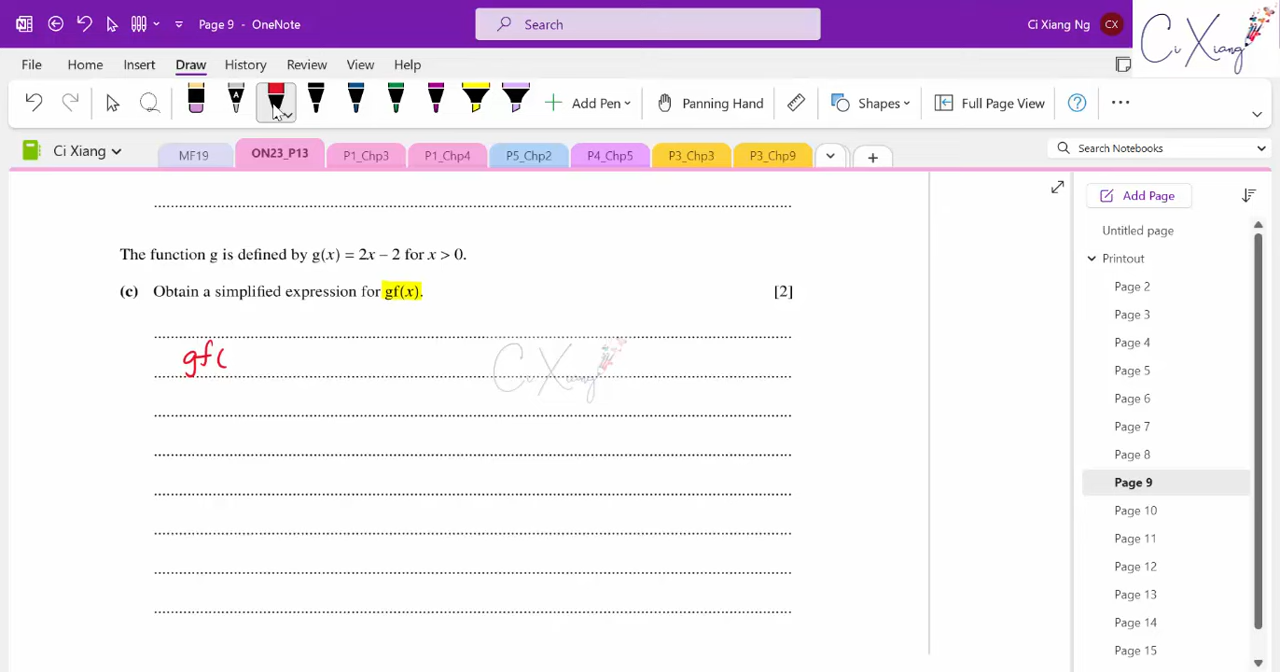 Page 9 - OneNote
Search
Ci Xiang Ng
CX
Ci Xiang
File
Home
Insert
Draw
History
Review
View
Help
A
Add Pen
Panning Hand
Shapes
Full Page View
Ci Xiang
MF19
ON23_P13
P1_Chp3
P1_Chp4
P5_Chp2
P4_Chp5
P3_Chp3
P3_Chp9
Search Notebooks
Add Page
Untitled page
Printout
Page 2
Page 3
Page 4
Page 5
Page 6
Page 7
Page 8
Page 9
Page 10
Page 11
Page 12
Page 13
Page 14
Page 15
The function g is defined by g(x) = 2x – 2 for x > 0.
(c) Obtain a simplified expression for gf(x). [2]
gf(
Ci Xiang